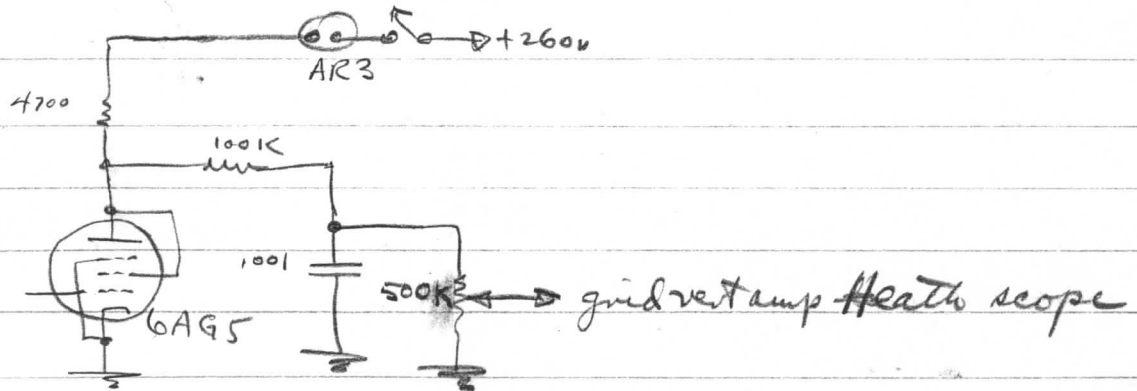 +260v
AR3
4700
100K
.001
500K
grid vert amp Heath scope
6AG5